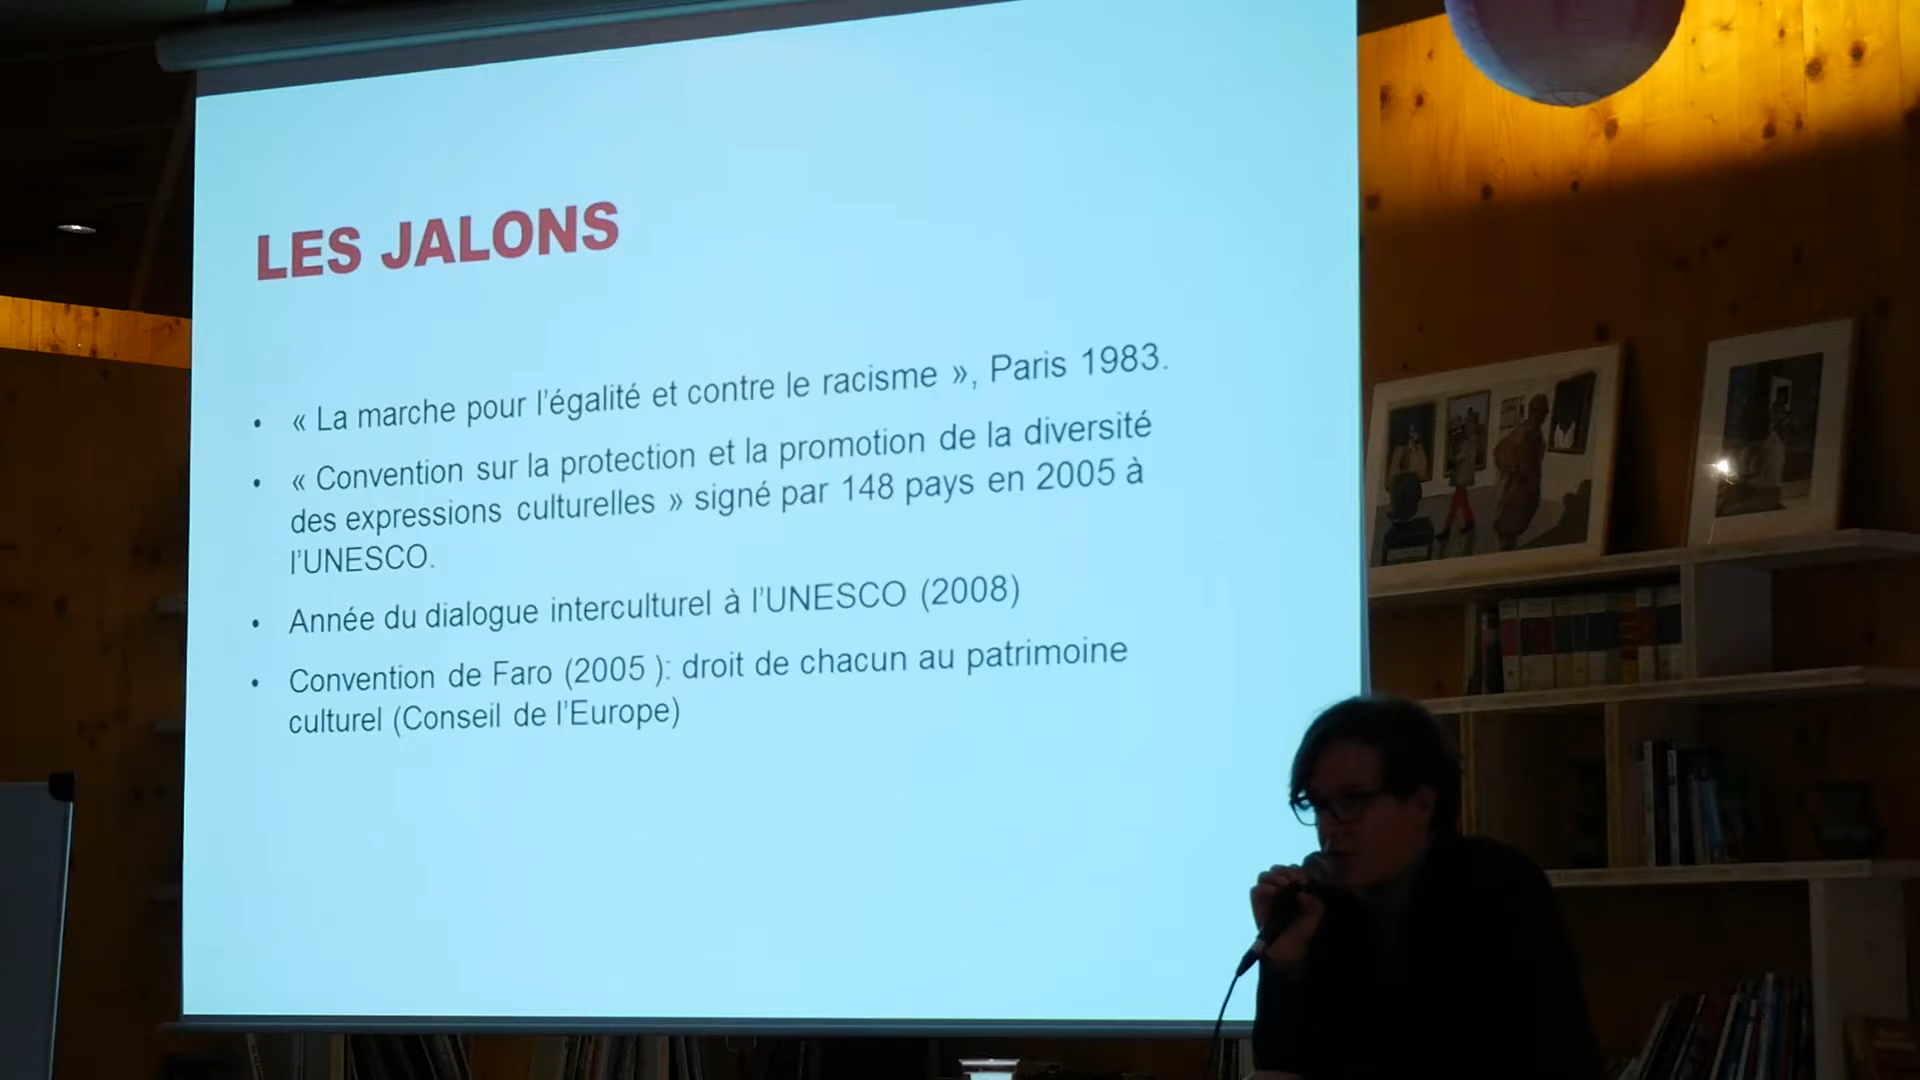 LES JALONS
• « La marche pour l'égalité et contre le racisme », Paris 1983.
• « Convention sur la protection et la promotion de la diversité
des expressions culturelles » signé par 148 pays en 2005 à
l'UNESCO.
• Année du dialogue interculturel à l'UNESCO (2008)
• Convention de Faro (2005 ): droit de chacun au patrimoine
culturel (Conseil de l'Europe)